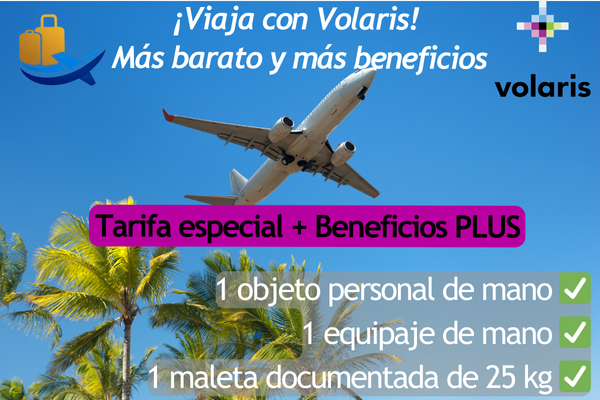 ¡Viaja con Volaris!
Más barato y más beneficios
volaris
Tarifa especial + Beneficios PLUS
1 objeto personal de mano ✅
1 equipaje de mano ✅
1 maleta documentada de 25 kg ✅